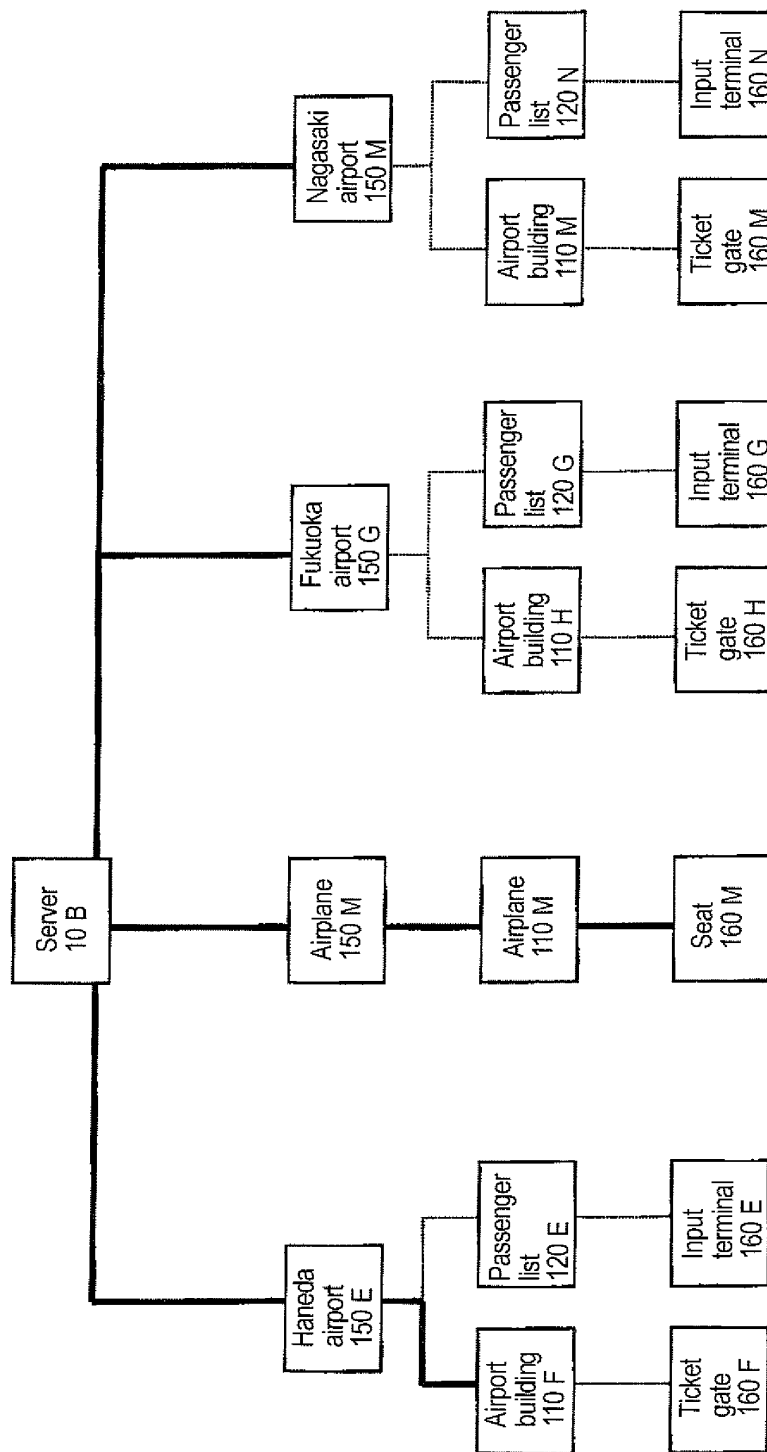 Server
10 B
Haneda
airport
150 E
Airplane
150 M
Fukuoka
airport
150 G
Nagasaki
airport
150 M
Airport
building
110 F
Passenger
list
120 E
Airplane
110 M
Airport
building
110 H
Passenger
list
120 G
Airport
building
110 M
Passenger
list
120 N
Ticket
gate
160 F
Input
terminal
160 E
Seat
160 M
Ticket
gate
160 H
Input
terminal
160 G
Ticket
gate
160 M
Input
terminal
160 N